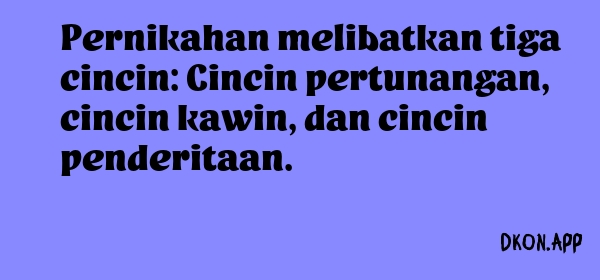 Pernikahan melibatkan tiga
cincin: Cincin pertunangan,
cincin kawin, dan cincin
penderitaan.
DKON.APP